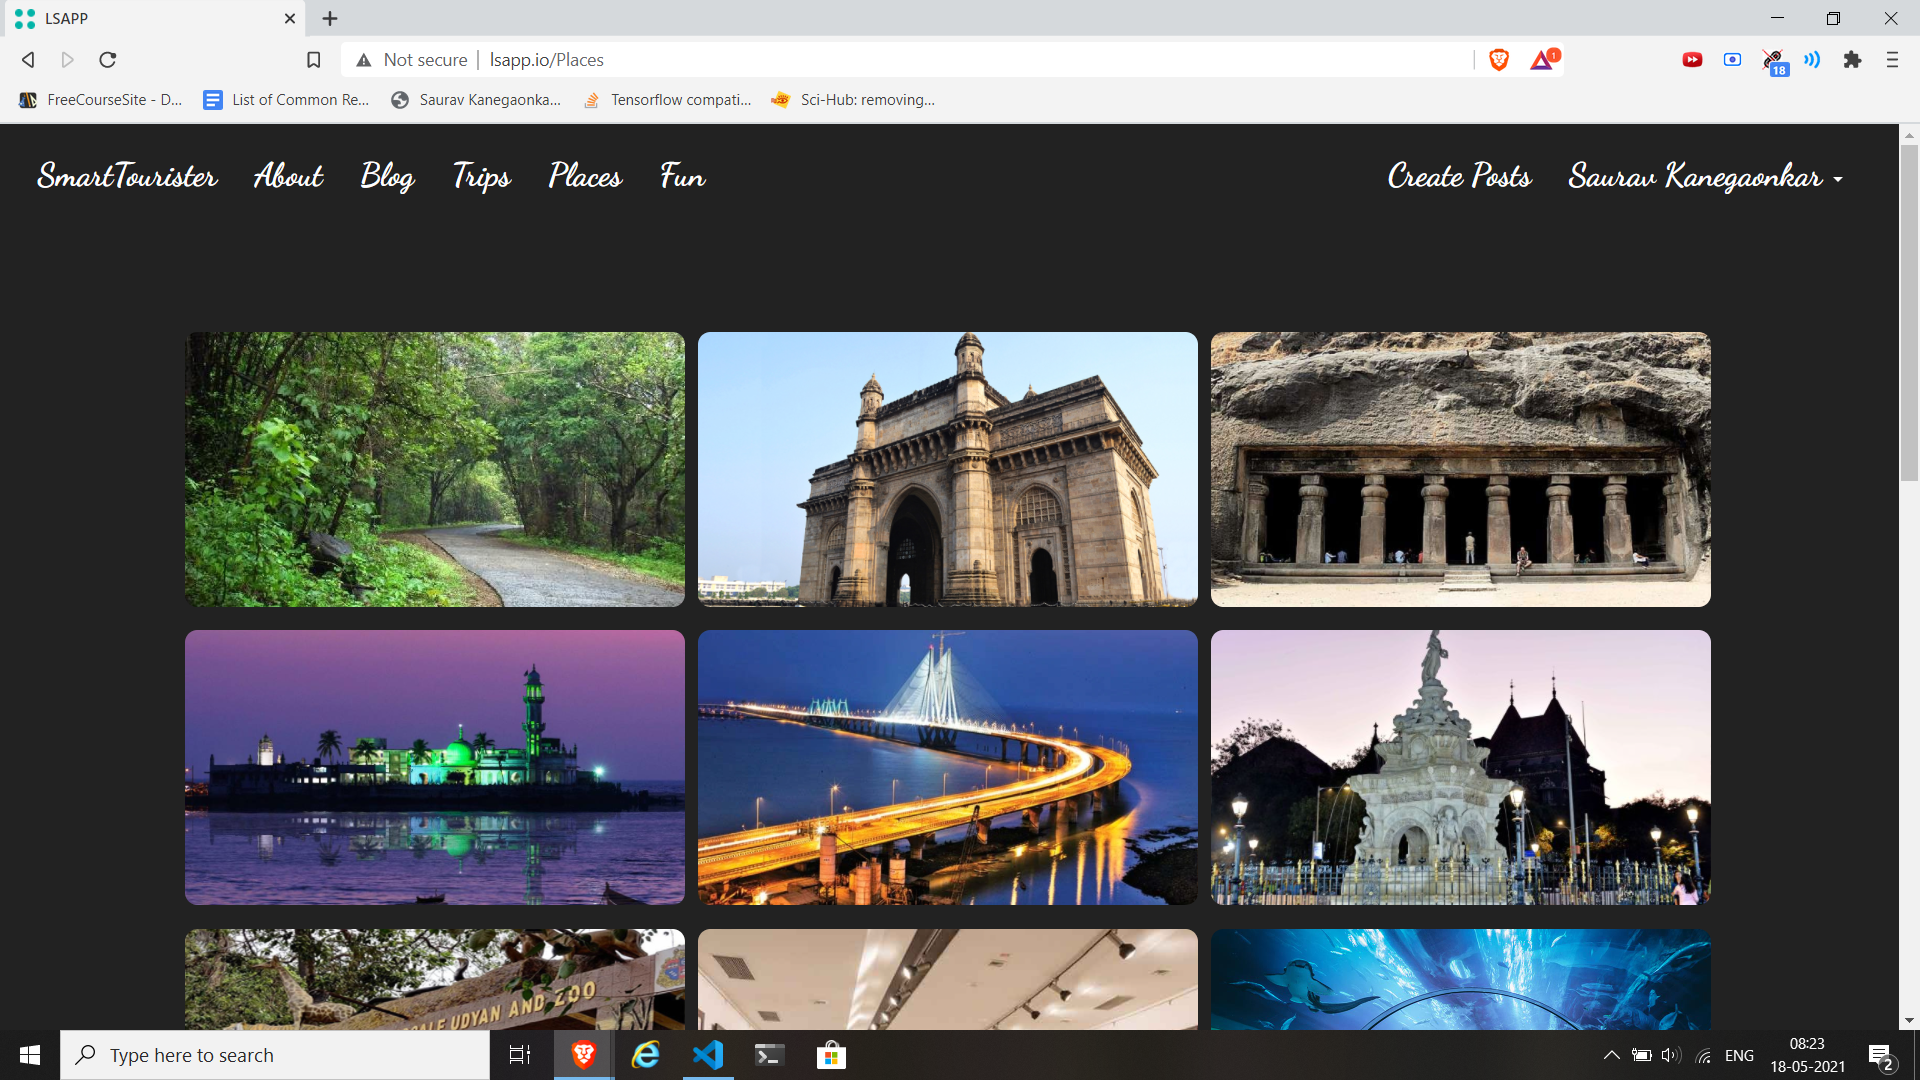 LSAPP
Not secure
lsapp.io/Places
1
18
FreeCourseSite - D...
List of Common Re...
Saurav Kanegaonka...
Tensorflow compati...
Sci-Hub: removing...
SmartTourister
About
Blog
Trips
Places
Fun
Create Posts
Saurav Kanegaonkar
ALE UDYAN AND ZOO
Type here to search
ENG
08:23
18-05-2021
2